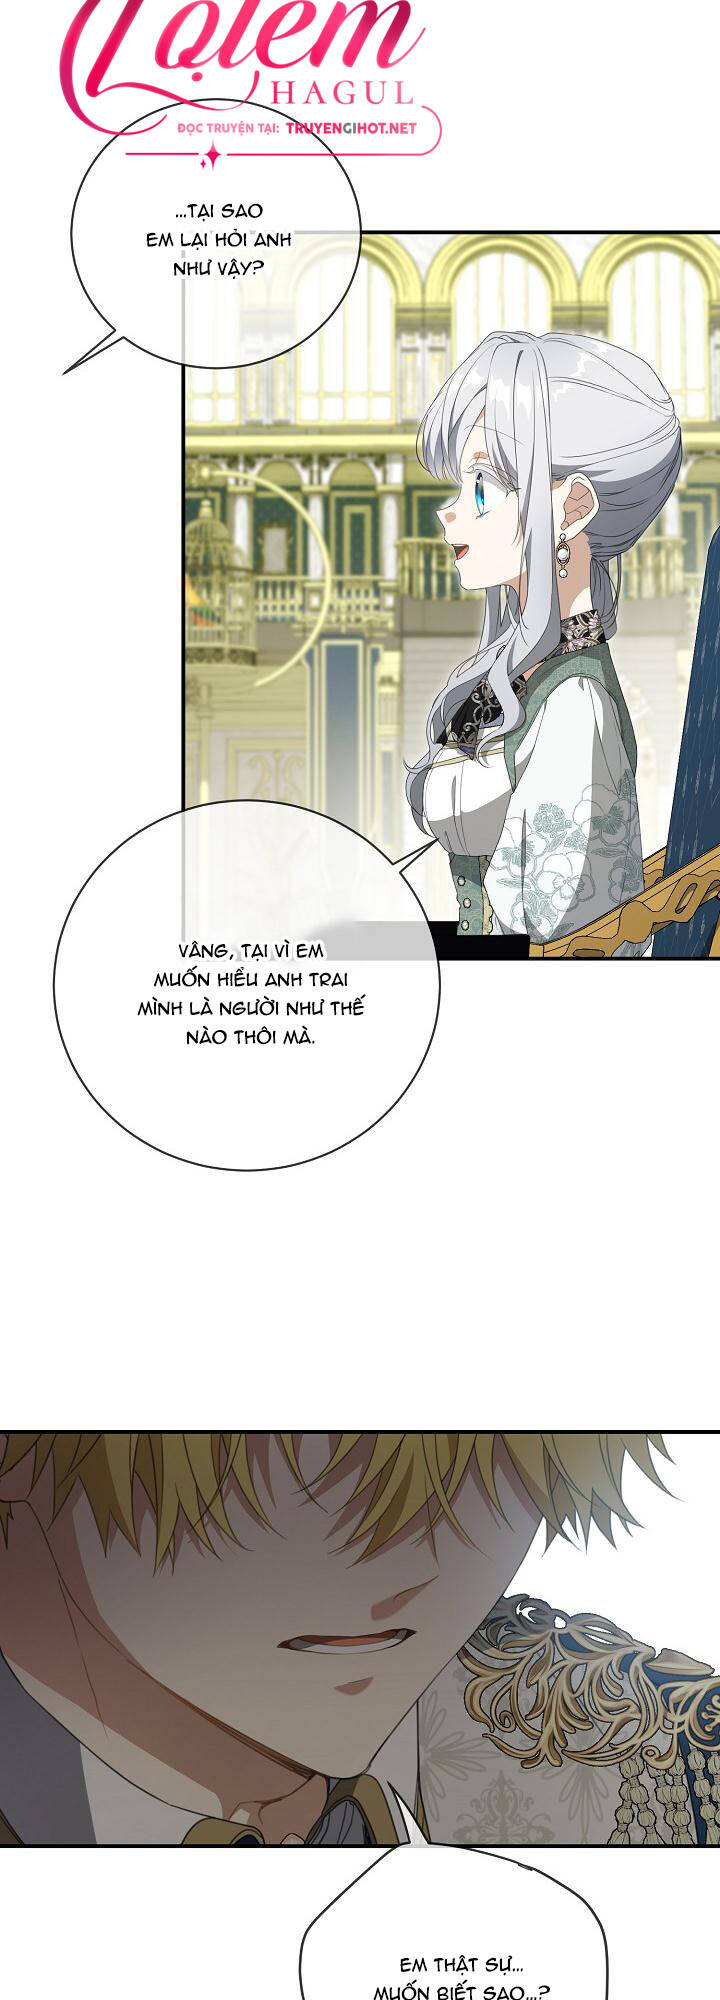 Lọlem
HAGUL
ĐỌC TRUYỆN TẠI: TRUYENGIHOT.NET
...TẠI SAO
EM LẠI HỎI ANH
NHƯ VẬY?
VÂNG, TẠI VÌ EM
MUỐN HIỂU ANH TRAI
MÌNH LÀ NGƯỜI NHƯ THẾ
NÀO THÔI MÀ.
EM THẬT SỰ...
MUỐN BIẾT SAO...?